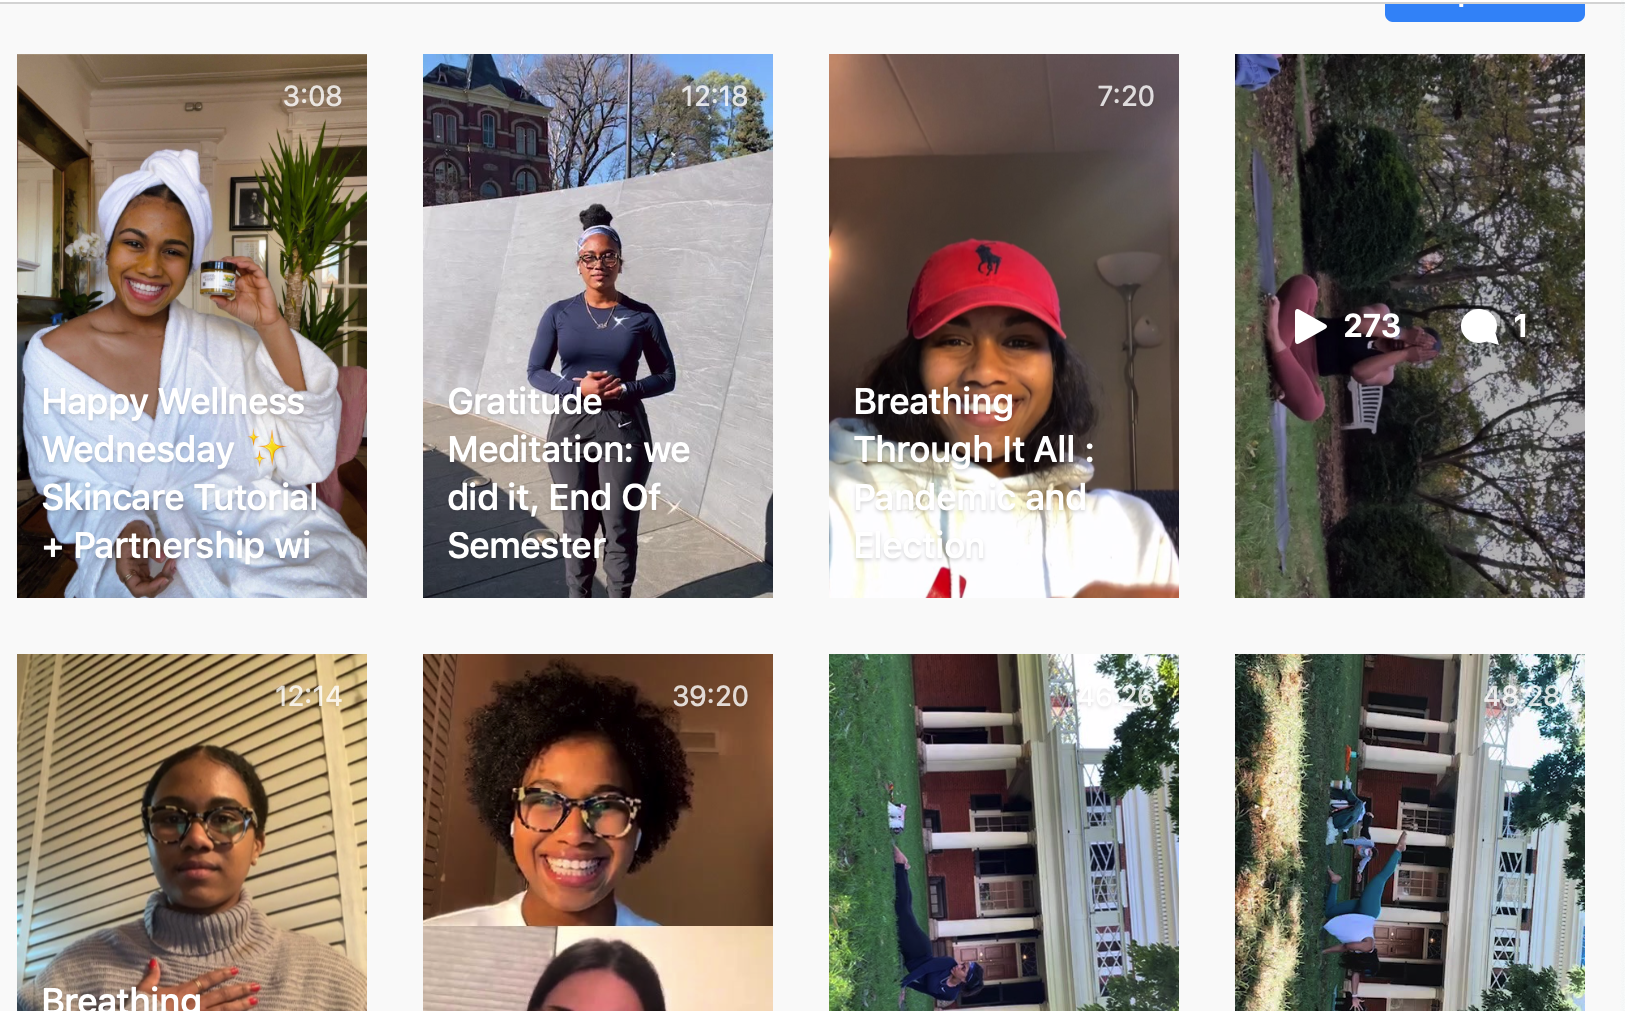 3:08
Happy Wellness
Wednesday ✨
Skincare Tutorial
+ Partnership wi
12:18
Gratitude
Meditation: we
did it, End Of
Semester
7:20
Breathing
Through It All :
Pandemic and
Election
273 1
12:14
Breathing
39:20
46:26
48:28